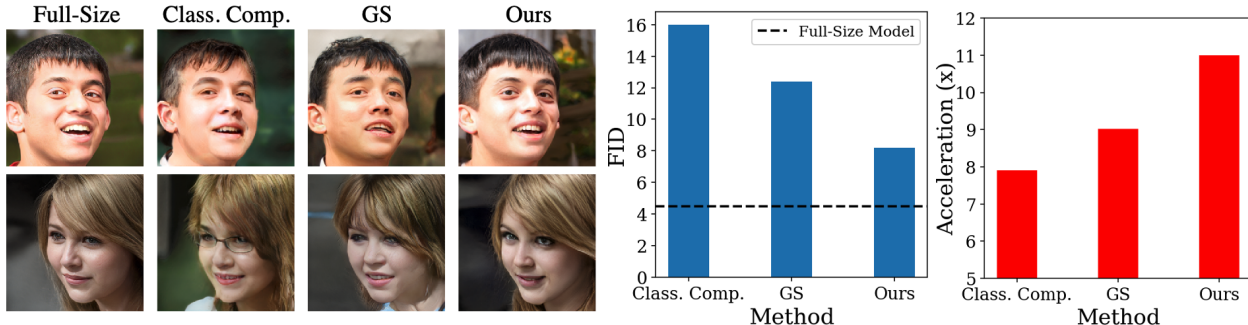 Full-Size Class. Comp. GS Ours
FID
16
14
12
10
8
6
4
2
0
Full-Size Model
Class. Comp. GS Ours
Method
Acceleration (x)
12
11
10
9
8
7
6
5
Class. Comp. GS Ours
Method